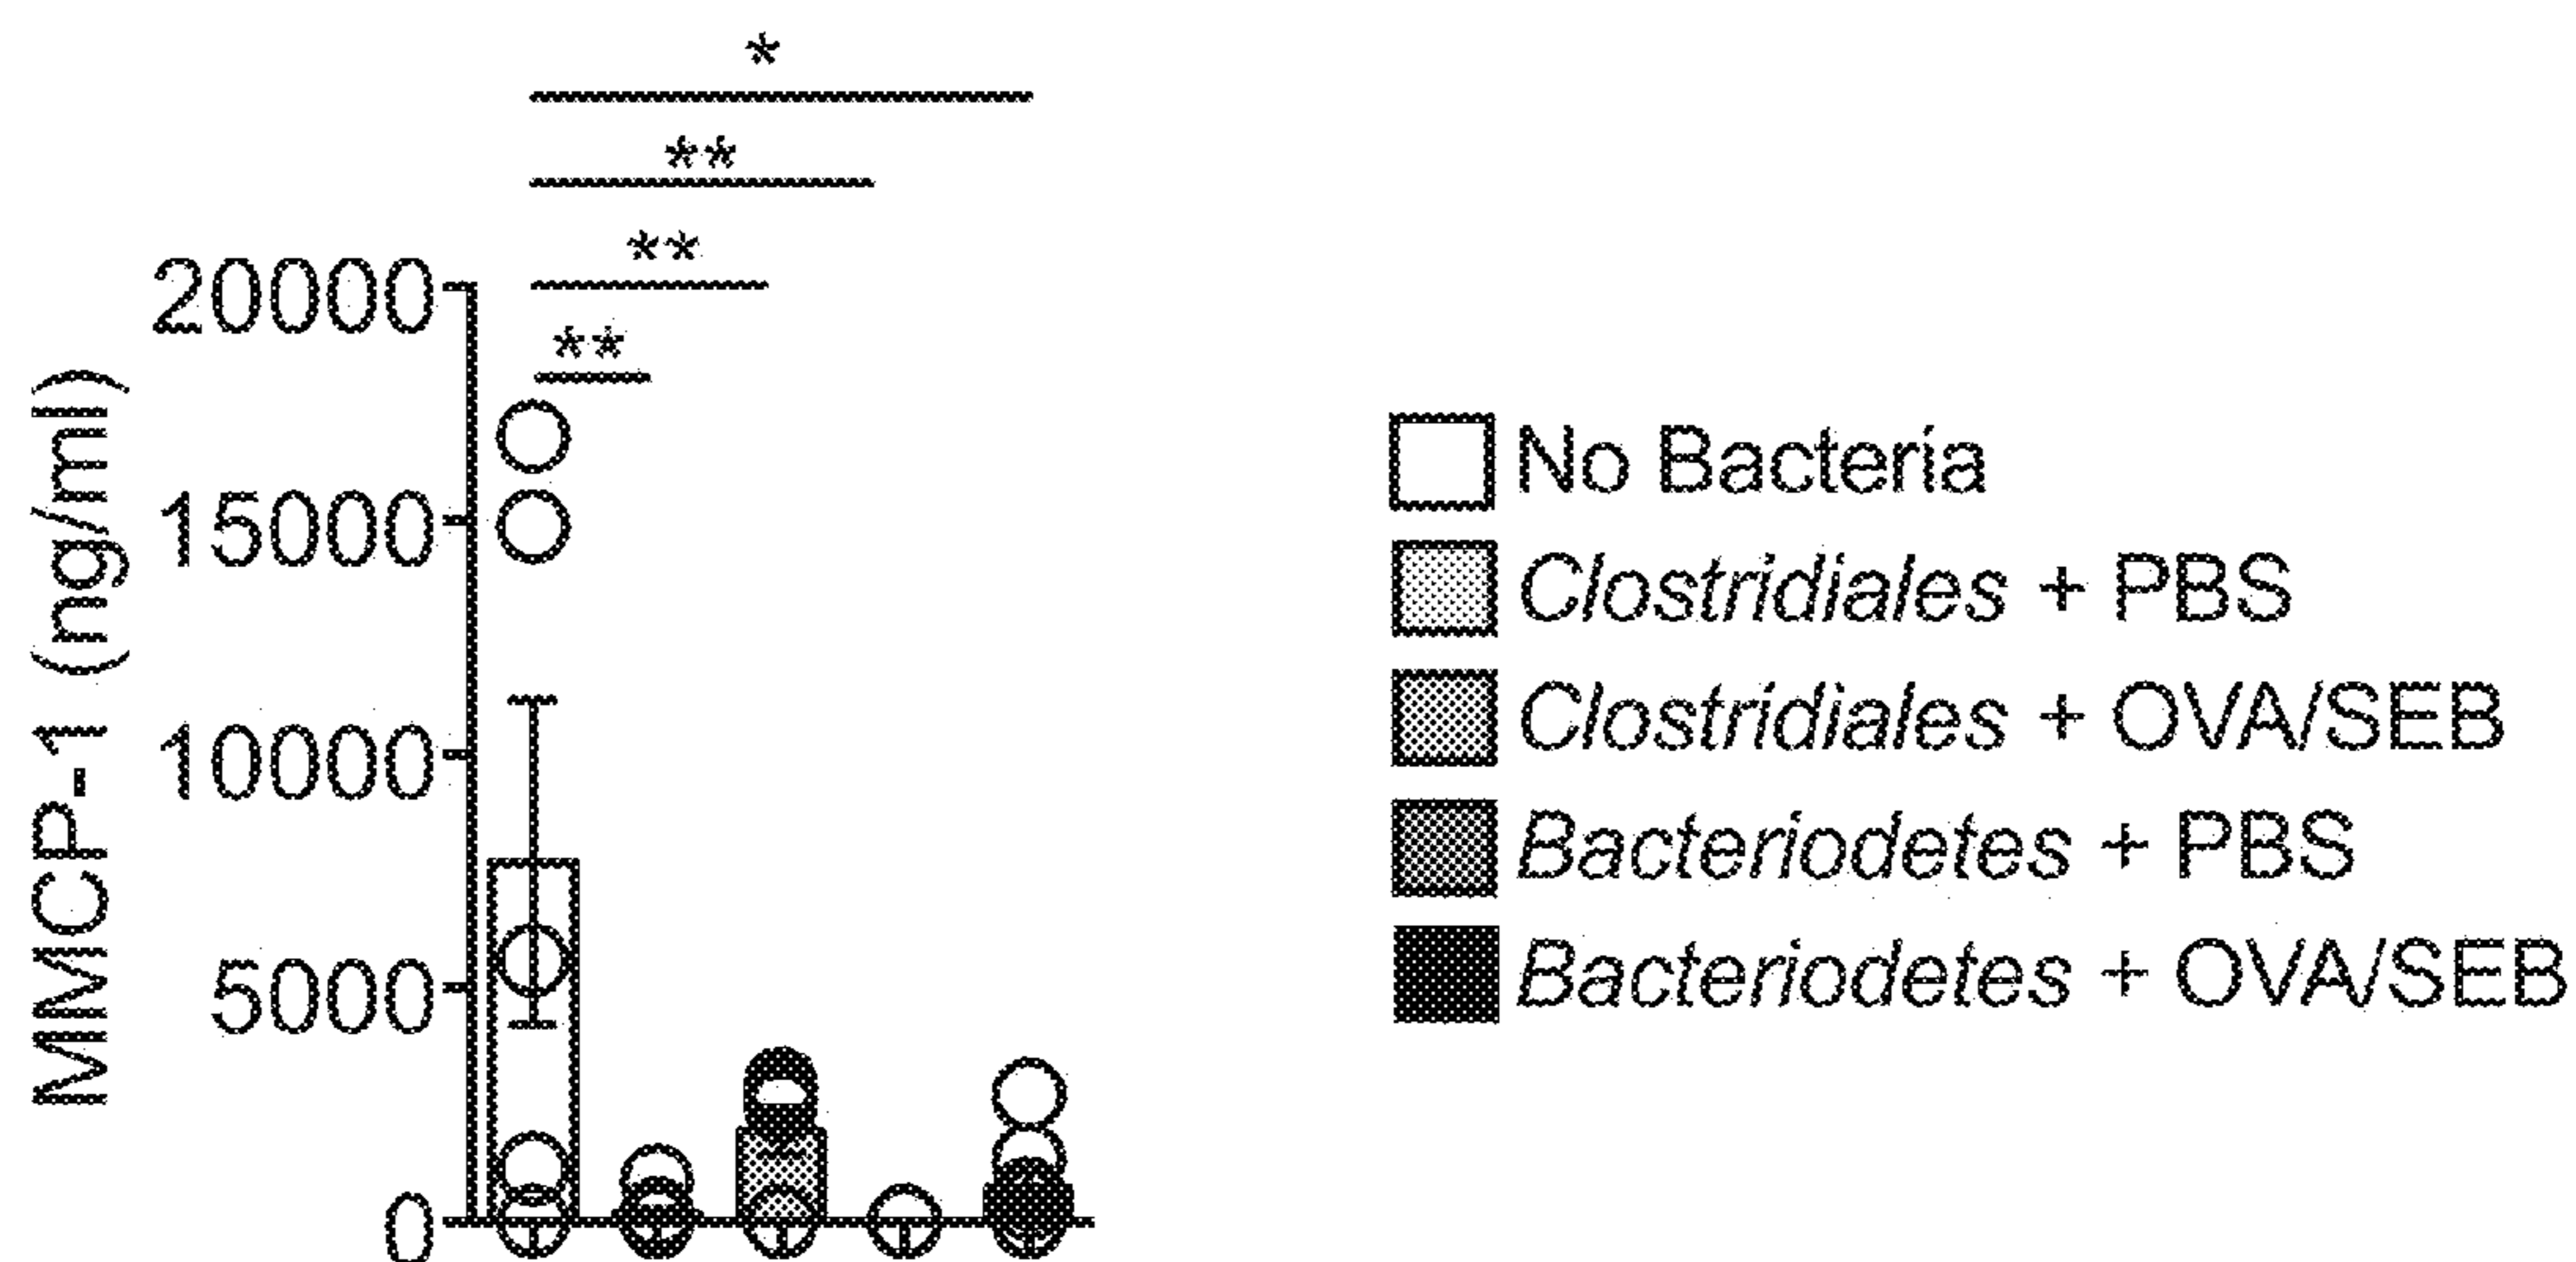 *
**
**
**
20000
15000
10000
5000
0
MMCP-1 (ng/ml)
No Bacteria
Clostridiales + PBS
Clostridiales + OVA/SEB
Bacteriodetes + PBS
Bacteriodetes + OVA/SEB